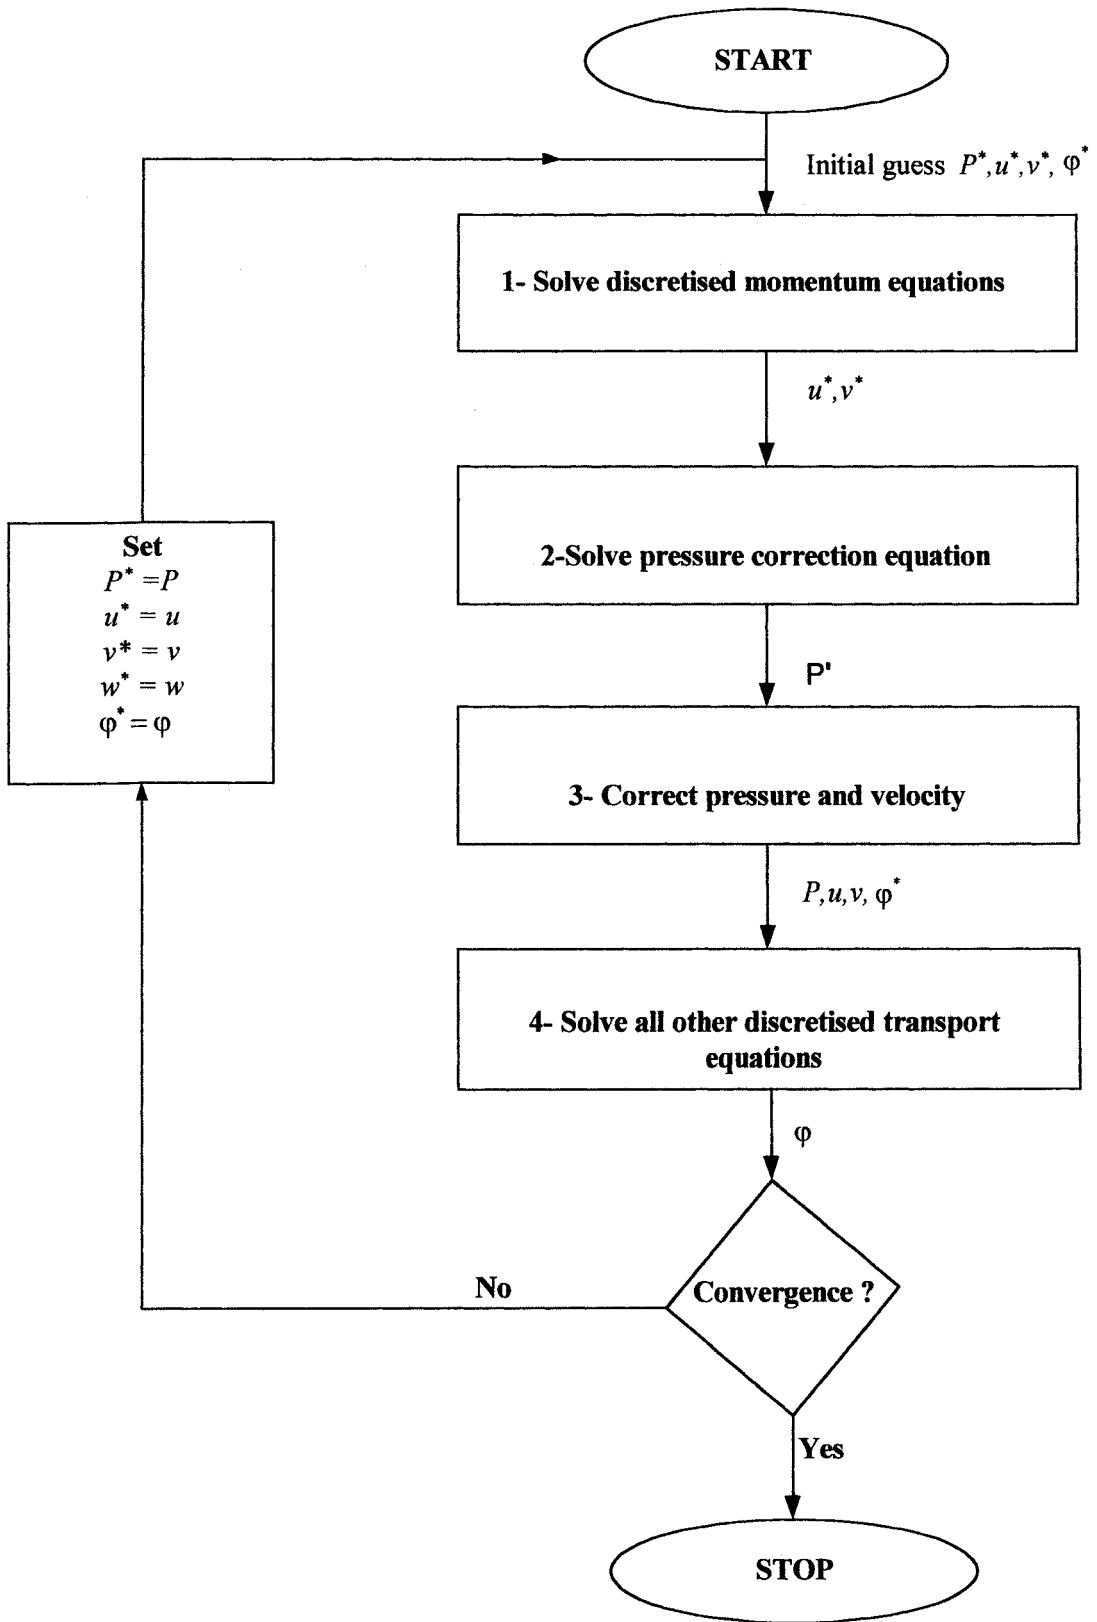 START
Initial guess P*,u*,v*, φ*
1- Solve discretised momentum equations
u*,v*
2-Solve pressure correction equation
P'
3- Correct pressure and velocity
P,u,v, φ*
4- Solve all other discretised transport
equations
φ
Convergence ?
No
Set
P* =P
u* = u
v* = v
w* = w
φ* = φ
Yes
STOP